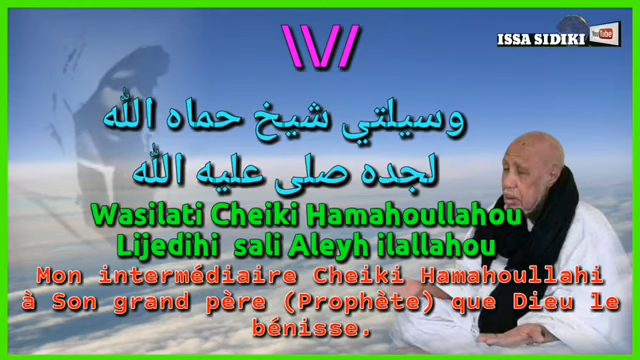 ISSA SIDIKI YouTube
\\//
وسيلتي شيخ حماه الله
لجده صلى عليه الله
Wasilati Cheiki Hamahoullahou
Lijedihi sali Aleyh ilallahou
Mon intermédiaire Cheiki Hamahoullahi
à Son grand père (Prophète) que Dieu le
bénisse.